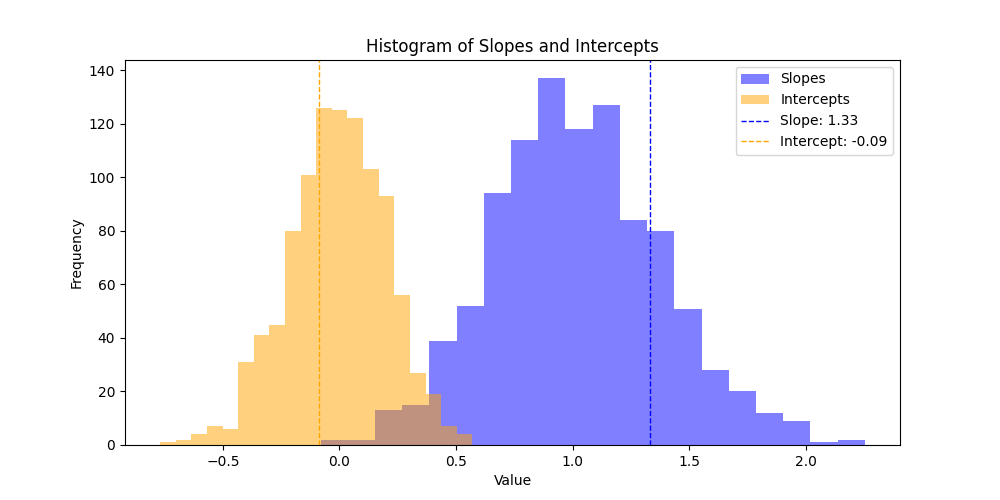 Histogram of Slopes and Intercepts
140
120
100
80
60
40
20
0
Frequency
−0.5
0.0
0.5
1.0
1.5
2.0
Value
Slopes
Intercepts
Slope: 1.33
Intercept: -0.09